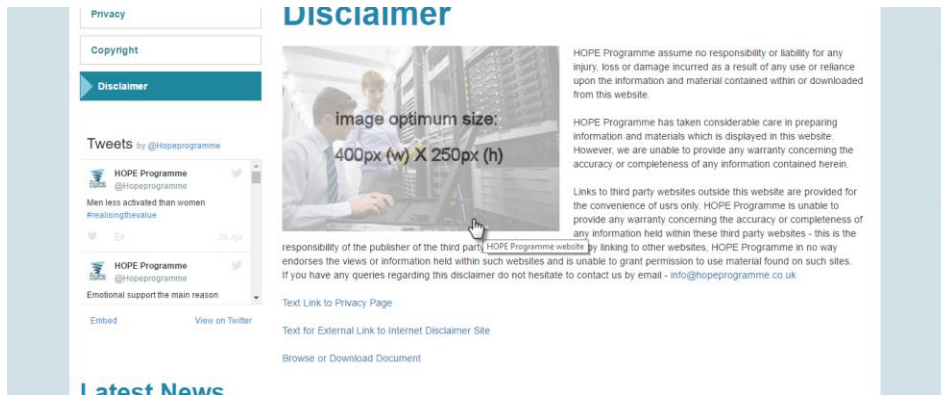 Privacy
Copyright
Disclaimer
Tweets by @Hopeprogramme
HOPE Programme
@Hopeprogramme
Men less activated than women
#realisingthevalue
26 Apr
HOPE Programme
@Hopeprogramme
Emotional support the main reason
Embed
View on Twitter
Latest News
Disclaimer
image optimum size:
400px (w) X 250px (h)
HOPE Programme assume no responsibility or liability for any
injury, loss or damage incurred as a result of any use or reliance
upon the information and material contained within or downloaded
from this website.
HOPE Programme has taken considerable care in preparing
information and materials which is displayed in this website.
However, we are unable to provide any warranty concerning the
accuracy or completeness of any information contained herein.
Links to third party websites outside this website are provided for
the convenience of usrs only. HOPE Programme is unable to
provide any warranty concerning the accuracy or completeness of
any information held within these third party websites - this is the
responsibility of the publisher of the third party HOPE Programme website by linking to other websites, HOPE Programme in no way
endorses the views or information held within such websites and is unable to grant permission to use material found on such sites.
If you have any queries regarding this disclaimer do not hesitate to contact us by email - info@hopeprogramme.co.uk
Text Link to Privacy Page
Text for External Link to Internet Disclaimer Site
Browse or Download Document